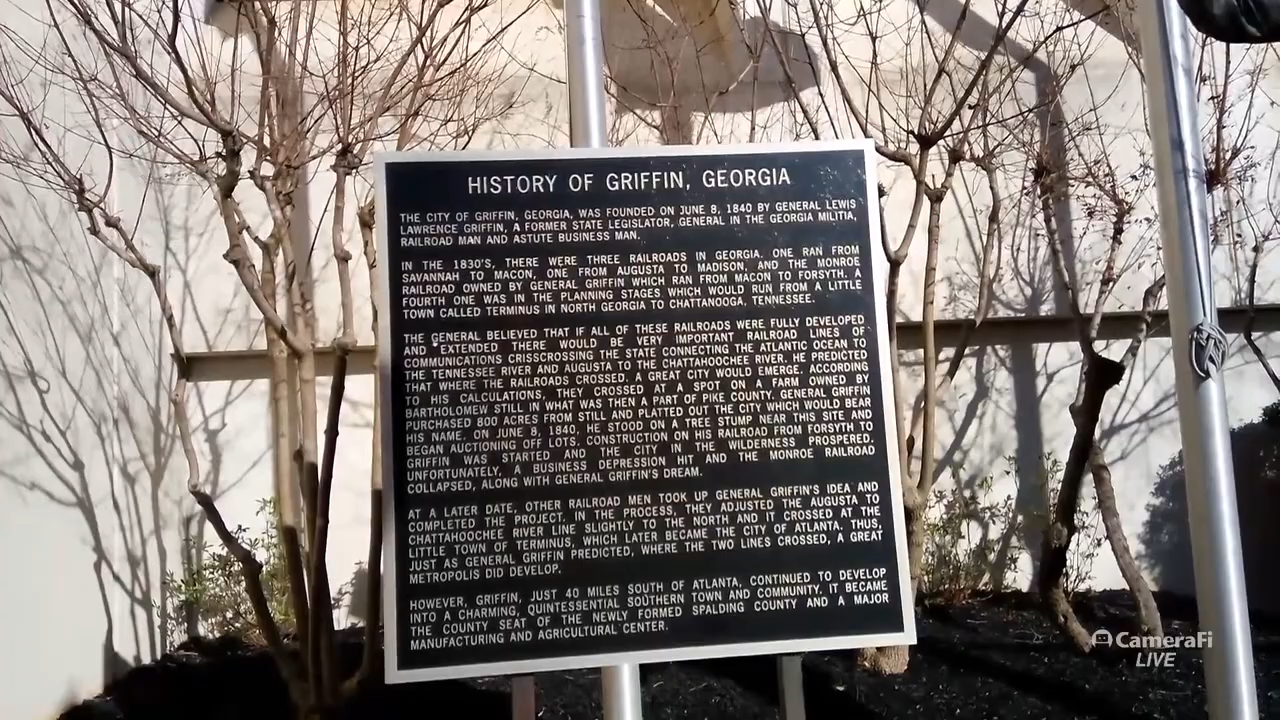 HISTORY OF GRIFFIN, GEORGIA
THE CITY OF GRIFFIN, GEORGIA, WAS FOUNDED ON JUNE 8, 1840 BY GENERAL LEWIS
LAWRENCE GRIFFIN, A FORMER STATE LEGISLATOR, GENERAL IN THE GEORGIA MILITIA,
RAILROAD MAN AND ASTUTE BUSINESS MAN.
IN THE 1830'S, THERE WERE THREE RAILROADS IN GEORGIA. ONE RAN FROM
SAVANNAH TO MACON, ONE FROM AUGUSTA TO MADISON, AND THE MONROE
RAILROAD OWNED BY GENERAL GRIFFIN WHICH RAN FROM MACON TO FORSYTH. A
FOURTH ONE WAS IN THE PLANNING STAGES WHICH WOULD RUN FROM A LITTLE
TOWN CALLED TERMINUS IN NORTH GEORGIA TO CHATTANOOGA, TENNESSEE.
THE GENERAL BELIEVED THAT IF ALL OF THESE RAILROADS WERE FULLY DEVELOPED
AND EXTENDED THERE WOULD BE VERY IMPORTANT RAILROAD LINES OF
COMMUNICATIONS CRISSCROSSING THE STATE CONNECTING THE ATLANTIC OCEAN TO
THE TENNESSEE RIVER AND AUGUSTA TO THE CHATTAHOOCHEE RIVER. HE PREDICTED
THAT WHERE THE RAILROADS CROSSED. A GREAT CITY WOULD EMERGE. ACCORDING
TO HIS CALCULATIONS, THEY CROSSED AT A SPOT ON A FARM OWNED BY
BARTHOLOMEW STILL IN WHAT WAS THEN A PART OF PIKE COUNTY. GENERAL GRIFFIN
PURCHASED 800 ACRES FROM STILL AND PLATTED OUT THE CITY WHICH WOULD BEAR
HIS NAME. ON JUNE 8, 1840, HE STOOD ON A TREE STUMP NEAR THIS SITE AND
BEGAN AUCTIONING OFF LOTS. CONSTRUCTION ON HIS RAILROAD FROM FORSYTH TO
GRIFFIN WAS STARTED AND THE CITY IN THE WILDERNESS PROSPERED.
UNFORTUNATELY, A BUSINESS DEPRESSION HIT AND THE MONROE RAILROAD
COLLAPSED, ALONG WITH GENERAL GRIFFIN'S DREAM.
AT A LATER DATE, OTHER RAILROAD MEN TOOK UP GENERAL GRIFFIN'S IDEA AND
COMPLETED THE PROJECT. IN THE PROCESS, THEY ADJUSTED THE AUGUSTA TO
CHATTAHOOCHEE RIVER LINE SLIGHTLY TO THE NORTH AND IT CROSSED AT THE
LITTLE TOWN OF TERMINUS, WHICH LATER BECAME THE CITY OF ATLANTA. THUS,
JUST AS GENERAL GRIFFIN PREDICTED, WHERE THE TWO LINES CROSSED, A GREAT
METROPOLIS DID DEVELOP.
HOWEVER, GRIFFIN, JUST 40 MILES SOUTH OF ATLANTA, CONTINUED TO DEVELOP
INTO A CHARMING, QUINTESSENTIAL SOUTHERN TOWN AND COMMUNITY. IT BECAME
THE COUNTY SEAT OF THE NEWLY FORMED SPALDING COUNTY AND A MAJOR
MANUFACTURING AND AGRICULTURAL CENTER.
CameraFi
LIVE